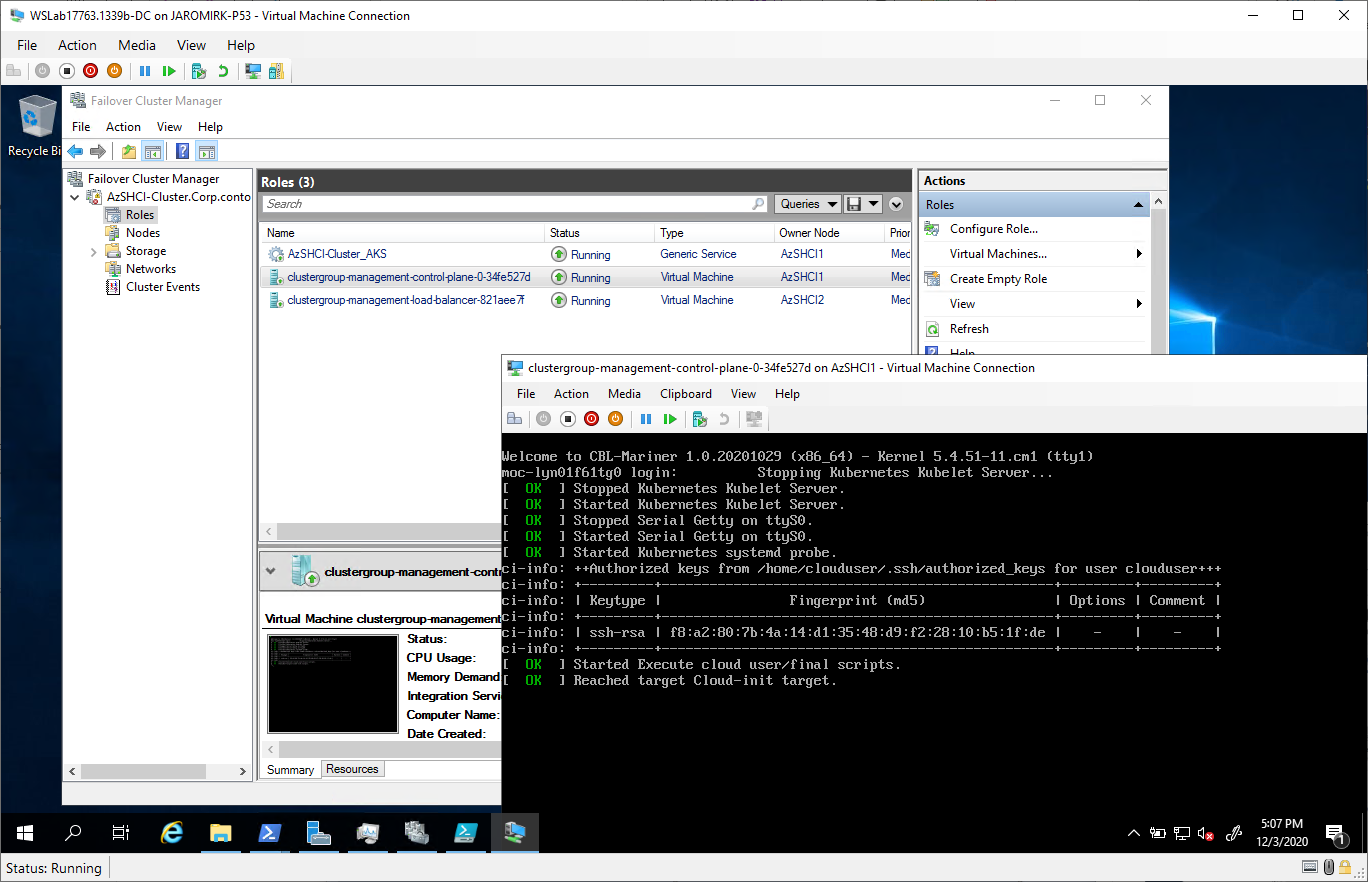 WSLab17763.1339b-DC on JAROMIRK-P53 - Virtual Machine Connection
File Action Media View Help
Recycle Bi
Failover Cluster Manager
File Action View Help
Failover Cluster Manager
AzSHCI-Cluster.Corp.conto
Roles
Nodes
Storage
Networks
Cluster Events
Roles (3)
Search
Queries
Name Status Type Owner Node Prior
AzSHCI-Cluster_AKS Running Generic Service AzSHCI1 Med
clustergroup-management-control-plane-0-34fe527d Running Virtual Machine AzSHCI1 Med
clustergroup-management-load-balancer-821aee7f Running Virtual Machine AzSHCI2 Med
Actions
Roles
Configure Role...
Virtual Machines...
Create Empty Role
View
Refresh
Help
clustergroup-management-contr
Virtual Machine clustergroup-management
Status:
CPU Usage:
Memory Demand
Integration Servi
Computer Name:
Date Created:
Summary Resources
clustergroup-management-control-plane-0-34fe527d on AzSHCI1 - Virtual Machine Connection
File Action Media Clipboard View Help
Welcome to CBL-Mariner 1.0.20201029 (x86_64) - Kernel 5.4.51-11.cm1 (tty1)
moc-lyn01f61tg0 login: Stopping Kubernetes Kubelet Server...
[ OK ] Stopped Kubernetes Kubelet Server.
[ OK ] Started Kubernetes Kubelet Server.
[ OK ] Stopped Serial Getty on ttyS0.
[ OK ] Started Serial Getty on ttyS0.
[ OK ] Started Kubernetes systemd probe.
ci-info: ++Authorized keys from /home/clouduser/.ssh/authorized_keys for user clouduser+++
ci-info: +---------+-------------------------------------------------+---------+---------+
ci-info: | Keytype | Fingerprint (md5) | Options | Comment |
ci-info: +---------+-------------------------------------------------+---------+---------+
ci-info: | ssh-rsa | f8:a2:80:7b:4a:14:d1:35:48:d9:f2:28:10:b5:1f:de | - | - |
ci-info: +---------+-------------------------------------------------+---------+---------+
[ OK ] Started Execute cloud user/final scripts.
[ OK ] Reached target Cloud-init target.
5:07 PM
12/3/2020
1
Status: Running